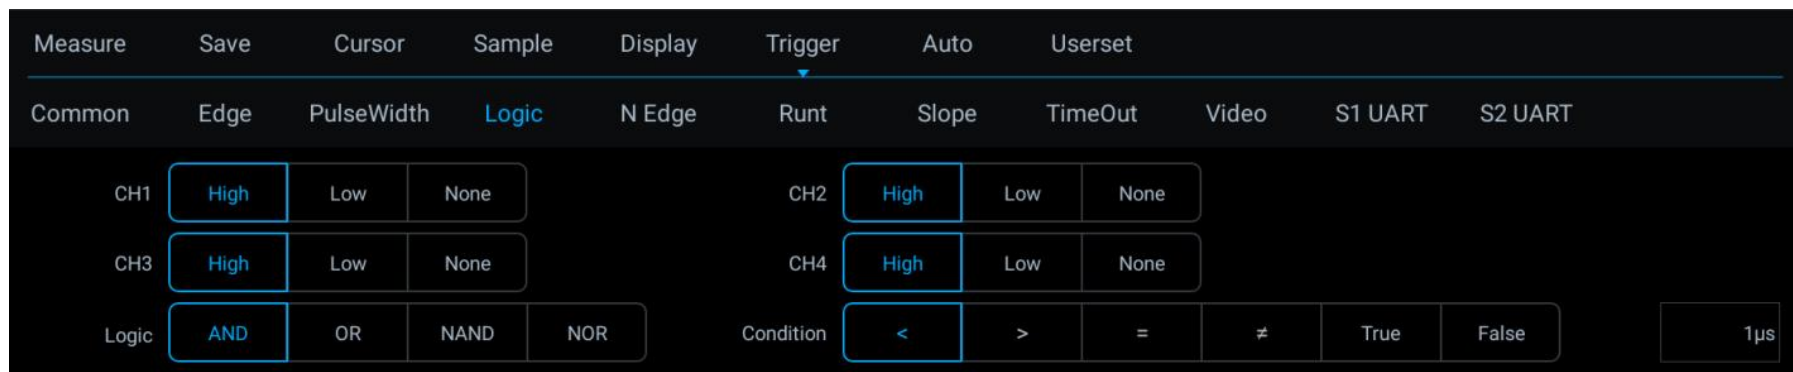 Measure Save Cursor Sample Display Trigger Auto Userset
Common Edge PulseWidth Logic N Edge Runt Slope TimeOut Video S1 UART S2 UART
CH1 High Low None CH2 High Low None
CH3 High Low None CH4 High Low None
Logic AND OR NAND NOR Condition < > = ≠ True False 1µs